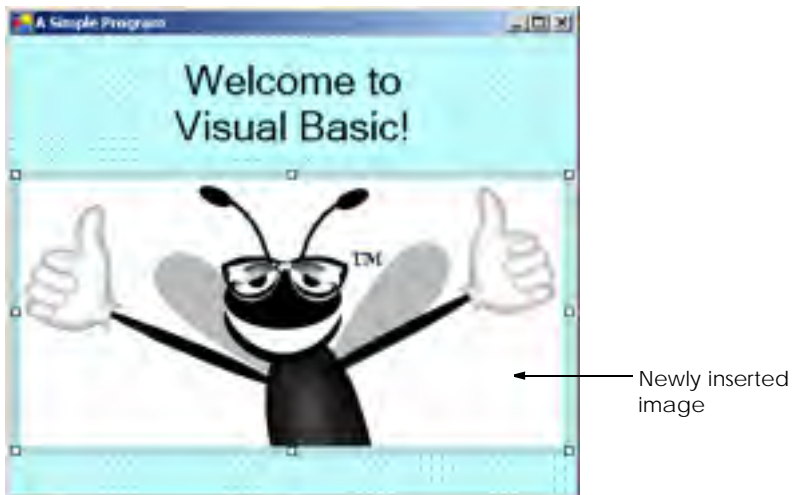 A Simple Program
Welcome to
Visual Basic!
TM
Newly inserted
image